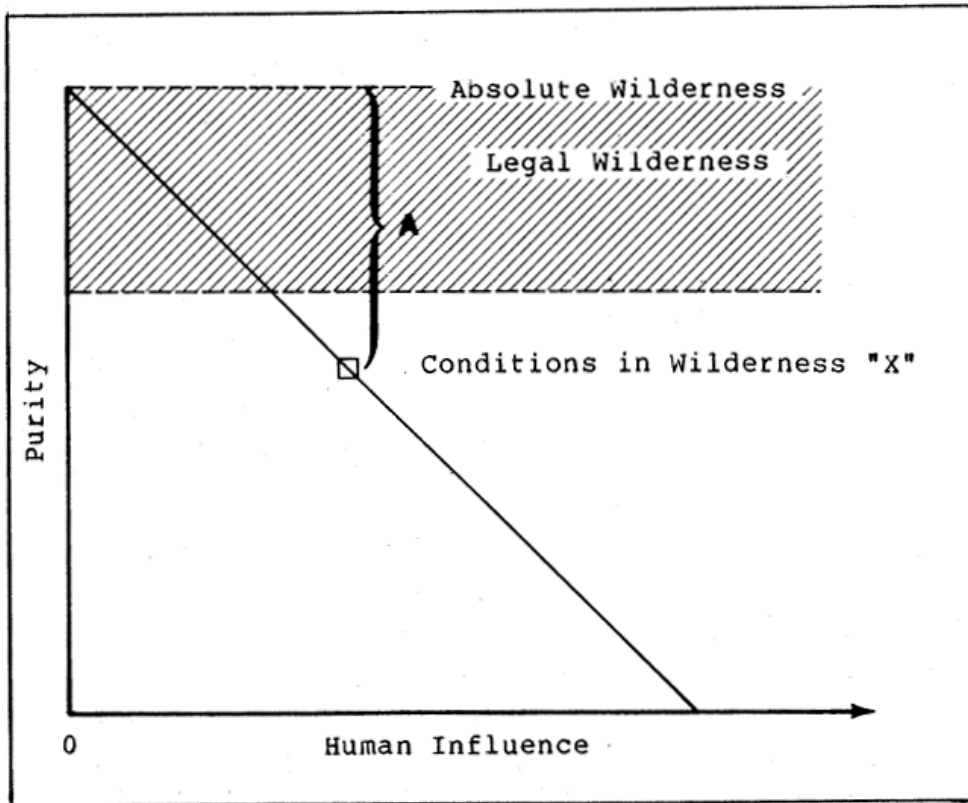 Absolute Wilderness
Legal Wilderness
A
Conditions in Wilderness "X"
Purity
0
Human Influence